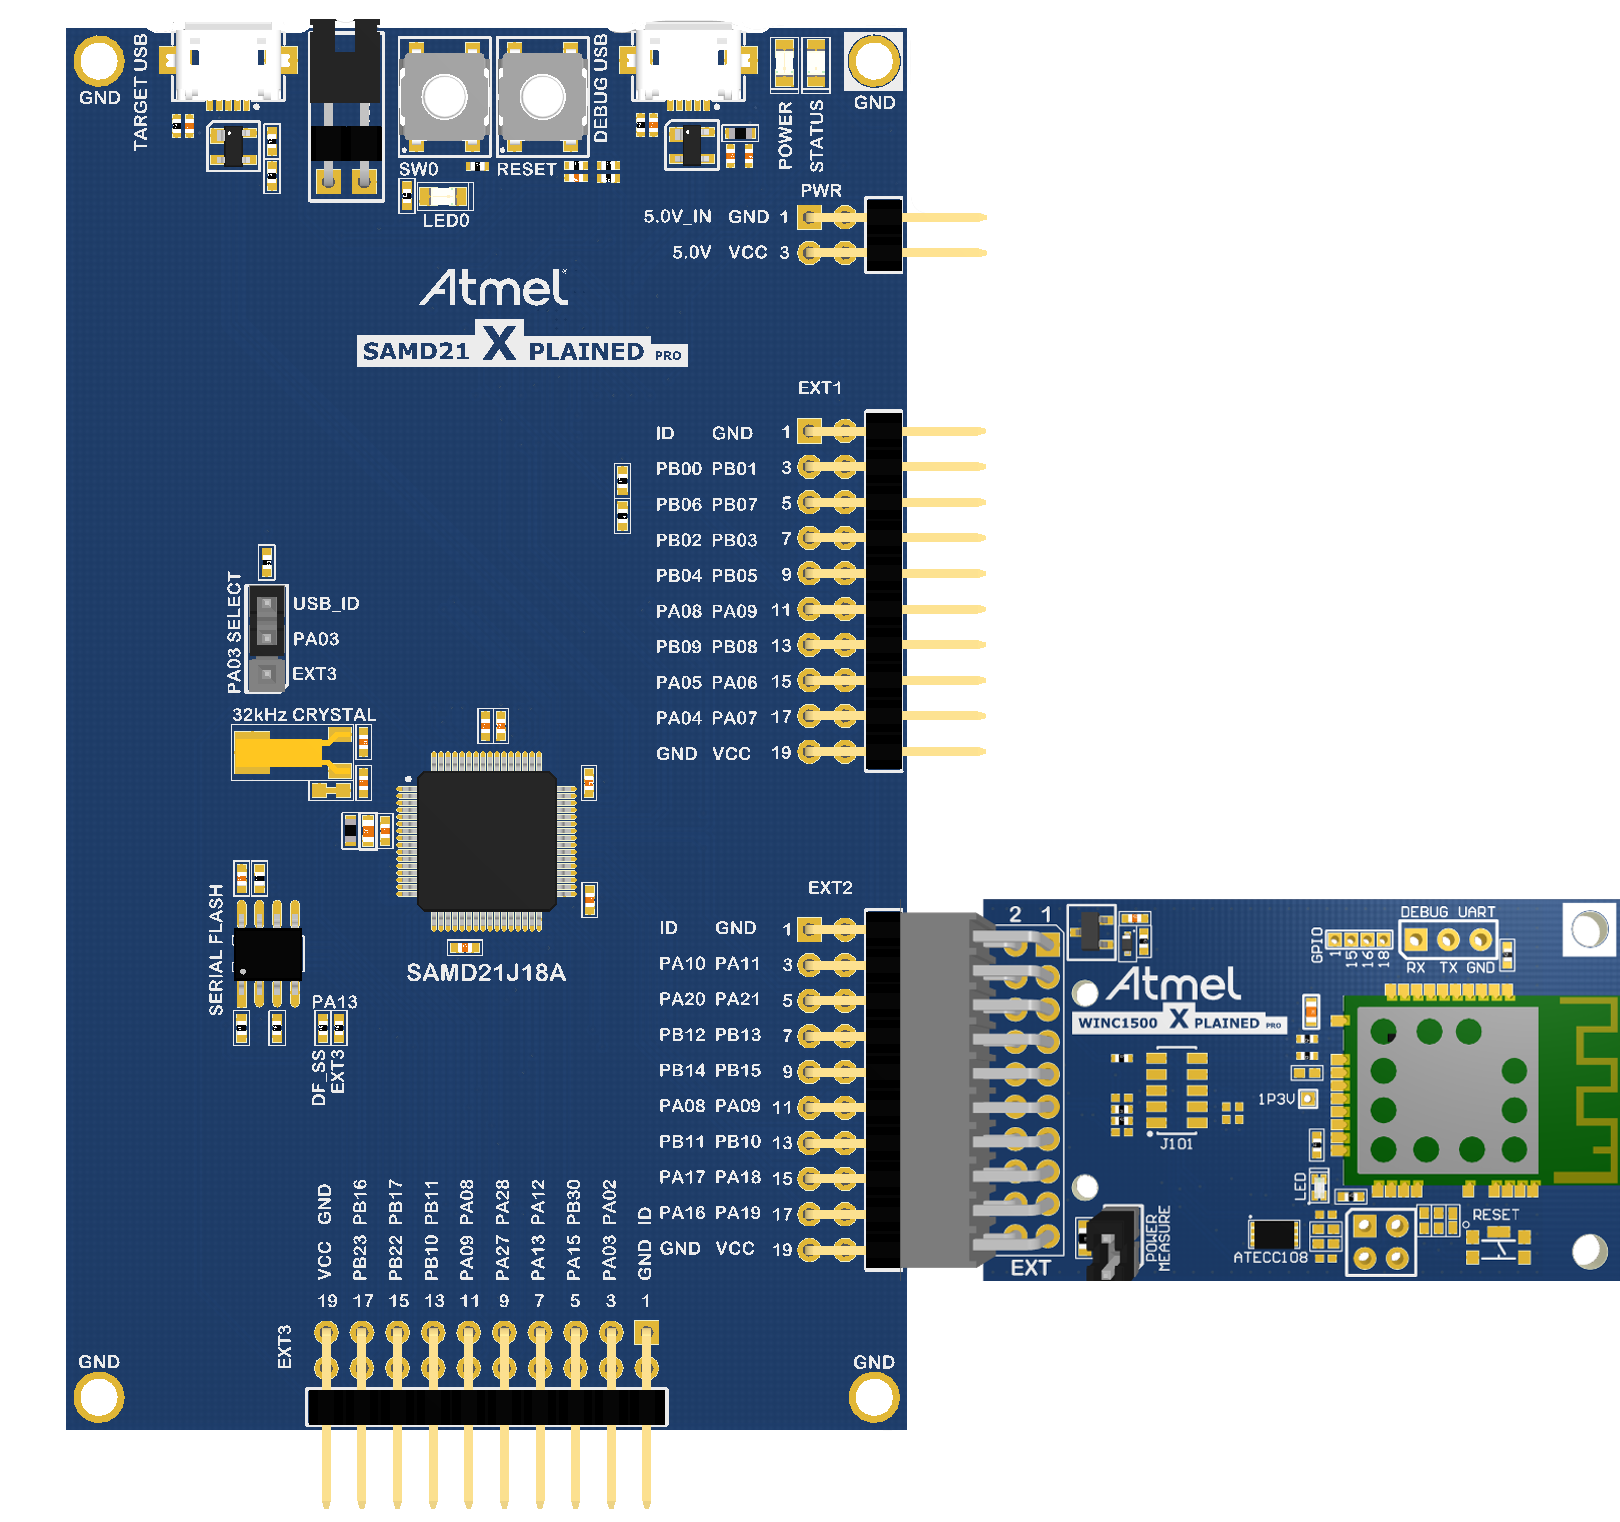 TARGET USB
DEBUG USB
POWER
STATUS
GND
GND
SW0
RESET
LED0
PWR
5.0V_IN GND 1
5.0V VCC 3
Atmel
SAMD21 X PLAINED PRO
EXT1
ID GND 1
PB00 PB01 3
PB06 PB07 5
PB02 PB03 7
PB04 PB05 9
PA08 PA09 11
PB09 PB08 13
PA05 PA06 15
PA04 PA07 17
GND VCC 19
PA03 SELECT
USB_ID
PA03
EXT3
32kHz CRYSTAL
SAMD21J18A
SERIAL FLASH
PA13
DF_SS
EXT3
EXT2
ID GND 1
PA10 PA11 3
PA20 PA21 5
PB12 PB13 7
PB14 PB15 9
PA08 PA09 11
PB11 PB10 13
PA17 PA18 15
PA16 PA19 17
GND VCC 19
VCC GND
PB23 PB16
PB22 PB17
PB10 PB11
PA09 PA08
PA27 PA28
PA13 PA12
PA15 PB30
PA03 PA02
GND ID
19 17 15 13 11 9 7 5 3 1
EXT3
GND
GND
2 1
Atmel
WINC1500 X PLAINED PRO
GPIO
1
15
16
18
DEBUG UART
RX TX GND
J101
1P3V
LED
POWER
MEASURE
EXT
ATECC108
RESET